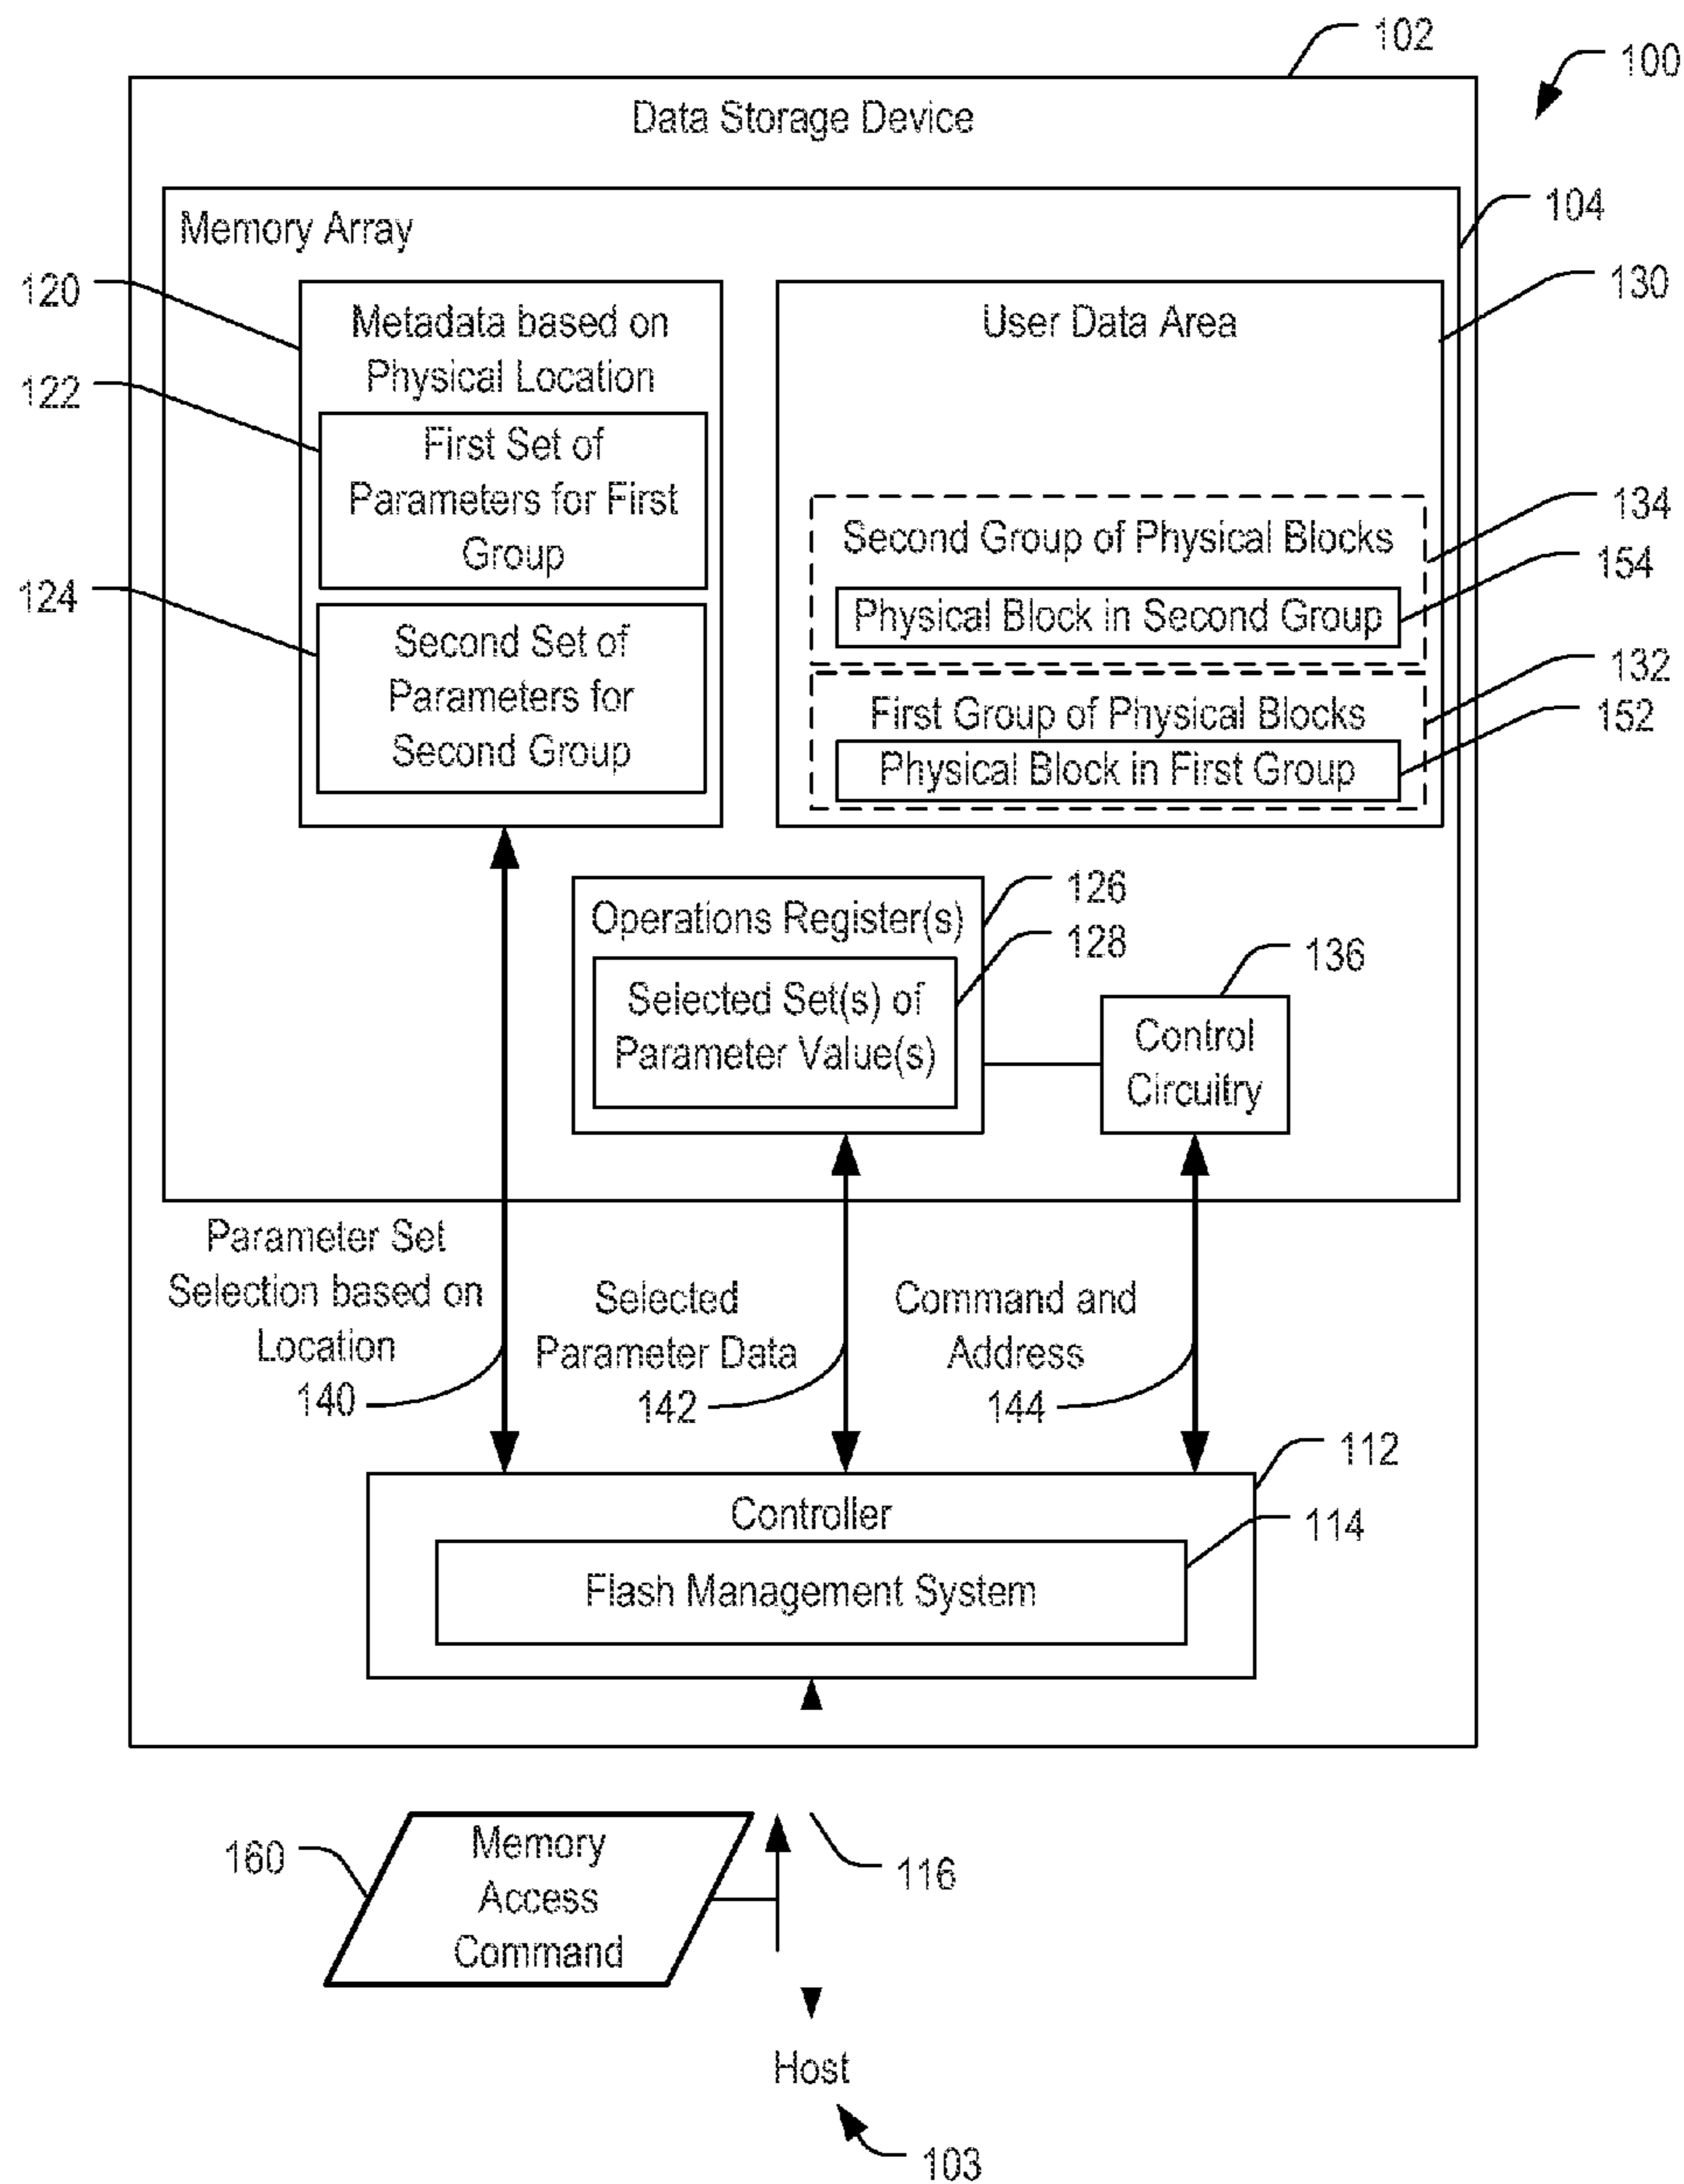 102
100
Data Storage Device
104
Memory Array
120
130
Metadata based on
Physical Location
User Data Area
122
First Set of
Parameters for First
Group
134
Second Group of Physical Blocks
154
Physical Block in Second Group
124
Second Set of
Parameters for
Second Group
132
First Group of Physical Blocks
152
Physical Block in First Group
126
Operations Register(s)
128
Selected Set(s) of
Parameter Value(s)
136
Control
Circuitry
Parameter Set
Selection based on
Location
140
Selected
Parameter Data
142
Command and
Address
144
112
Controller
114
Flash Management System
160
Memory
Access
Command
116
Host
103